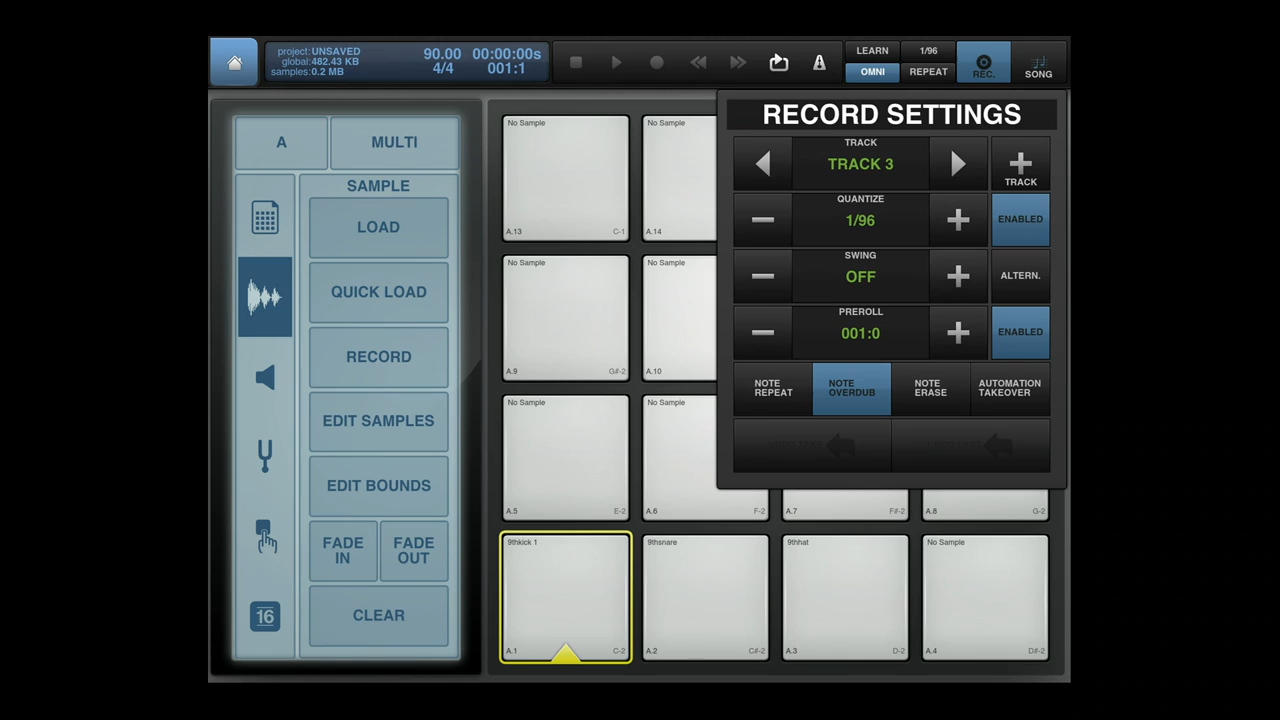 project: UNSAVED
global: 482.43 KB
samples: 0.2 MB
90.00
4/4
00:00:00s
001:1
LEARN
OMNI
1/96
REPEAT
REC.
SONG
A
MULTI
SAMPLE
LOAD
QUICK LOAD
RECORD
EDIT SAMPLES
EDIT BOUNDS
FADE
IN
FADE
OUT
CLEAR
16
RECORD SETTINGS
TRACK
TRACK 3
TRACK
QUANTIZE
1/96
ENABLED
SWING
OFF
ALTERN.
PREROLL
001:0
ENABLED
NOTE
REPEAT
NOTE
OVERDUB
NOTE
ERASE
AUTOMATION
TAKEOVER
No Sample
A.13 C-1
No Sample
A.14
No Sample
A.9 G#-2
No Sample
A.10
No Sample
A.5 E-2
No Sample
A.6 F-2
A.7 F#-2
A.8 G-2
9thkick 1
A.1 C-2
9thsnare
A.2 C#-2
9thhat
A.3 D-2
No Sample
A.4 D#-2